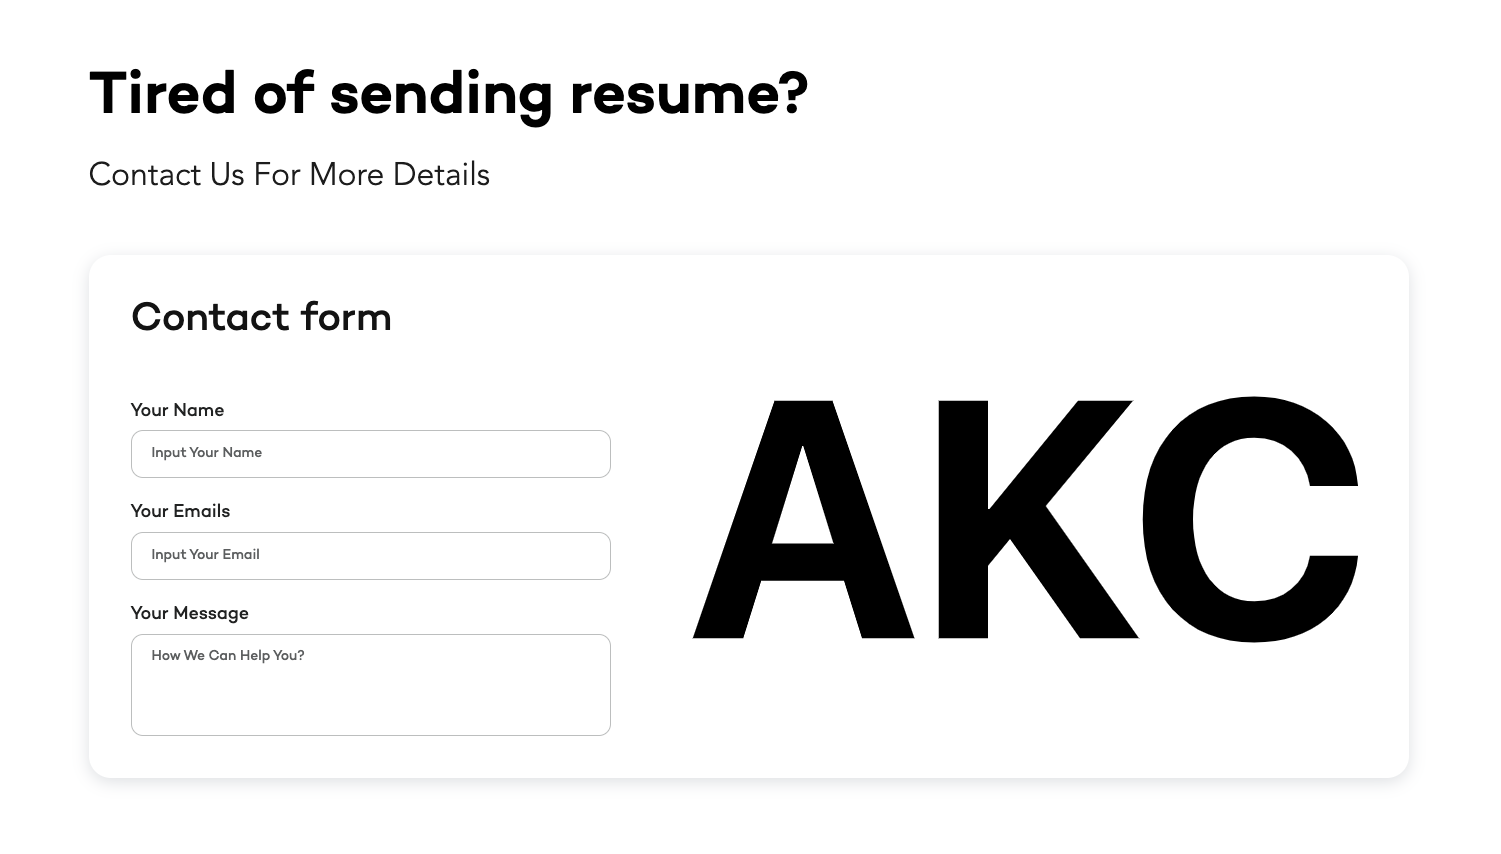 Tired of sending resume?
Contact Us For More Details
Contact form
Your Name
Input Your Name
Your Emails
Input Your Email
Your Message
How We Can Help You?
AKC